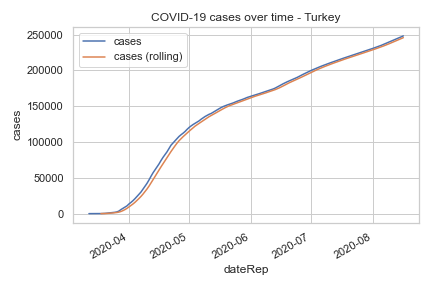 COVID-19 cases over time - Turkey
cases
cases (rolling)
250000
200000
150000
100000
50000
0
cases
2020-04
2020-05
2020-06
2020-07
2020-08
dateRep